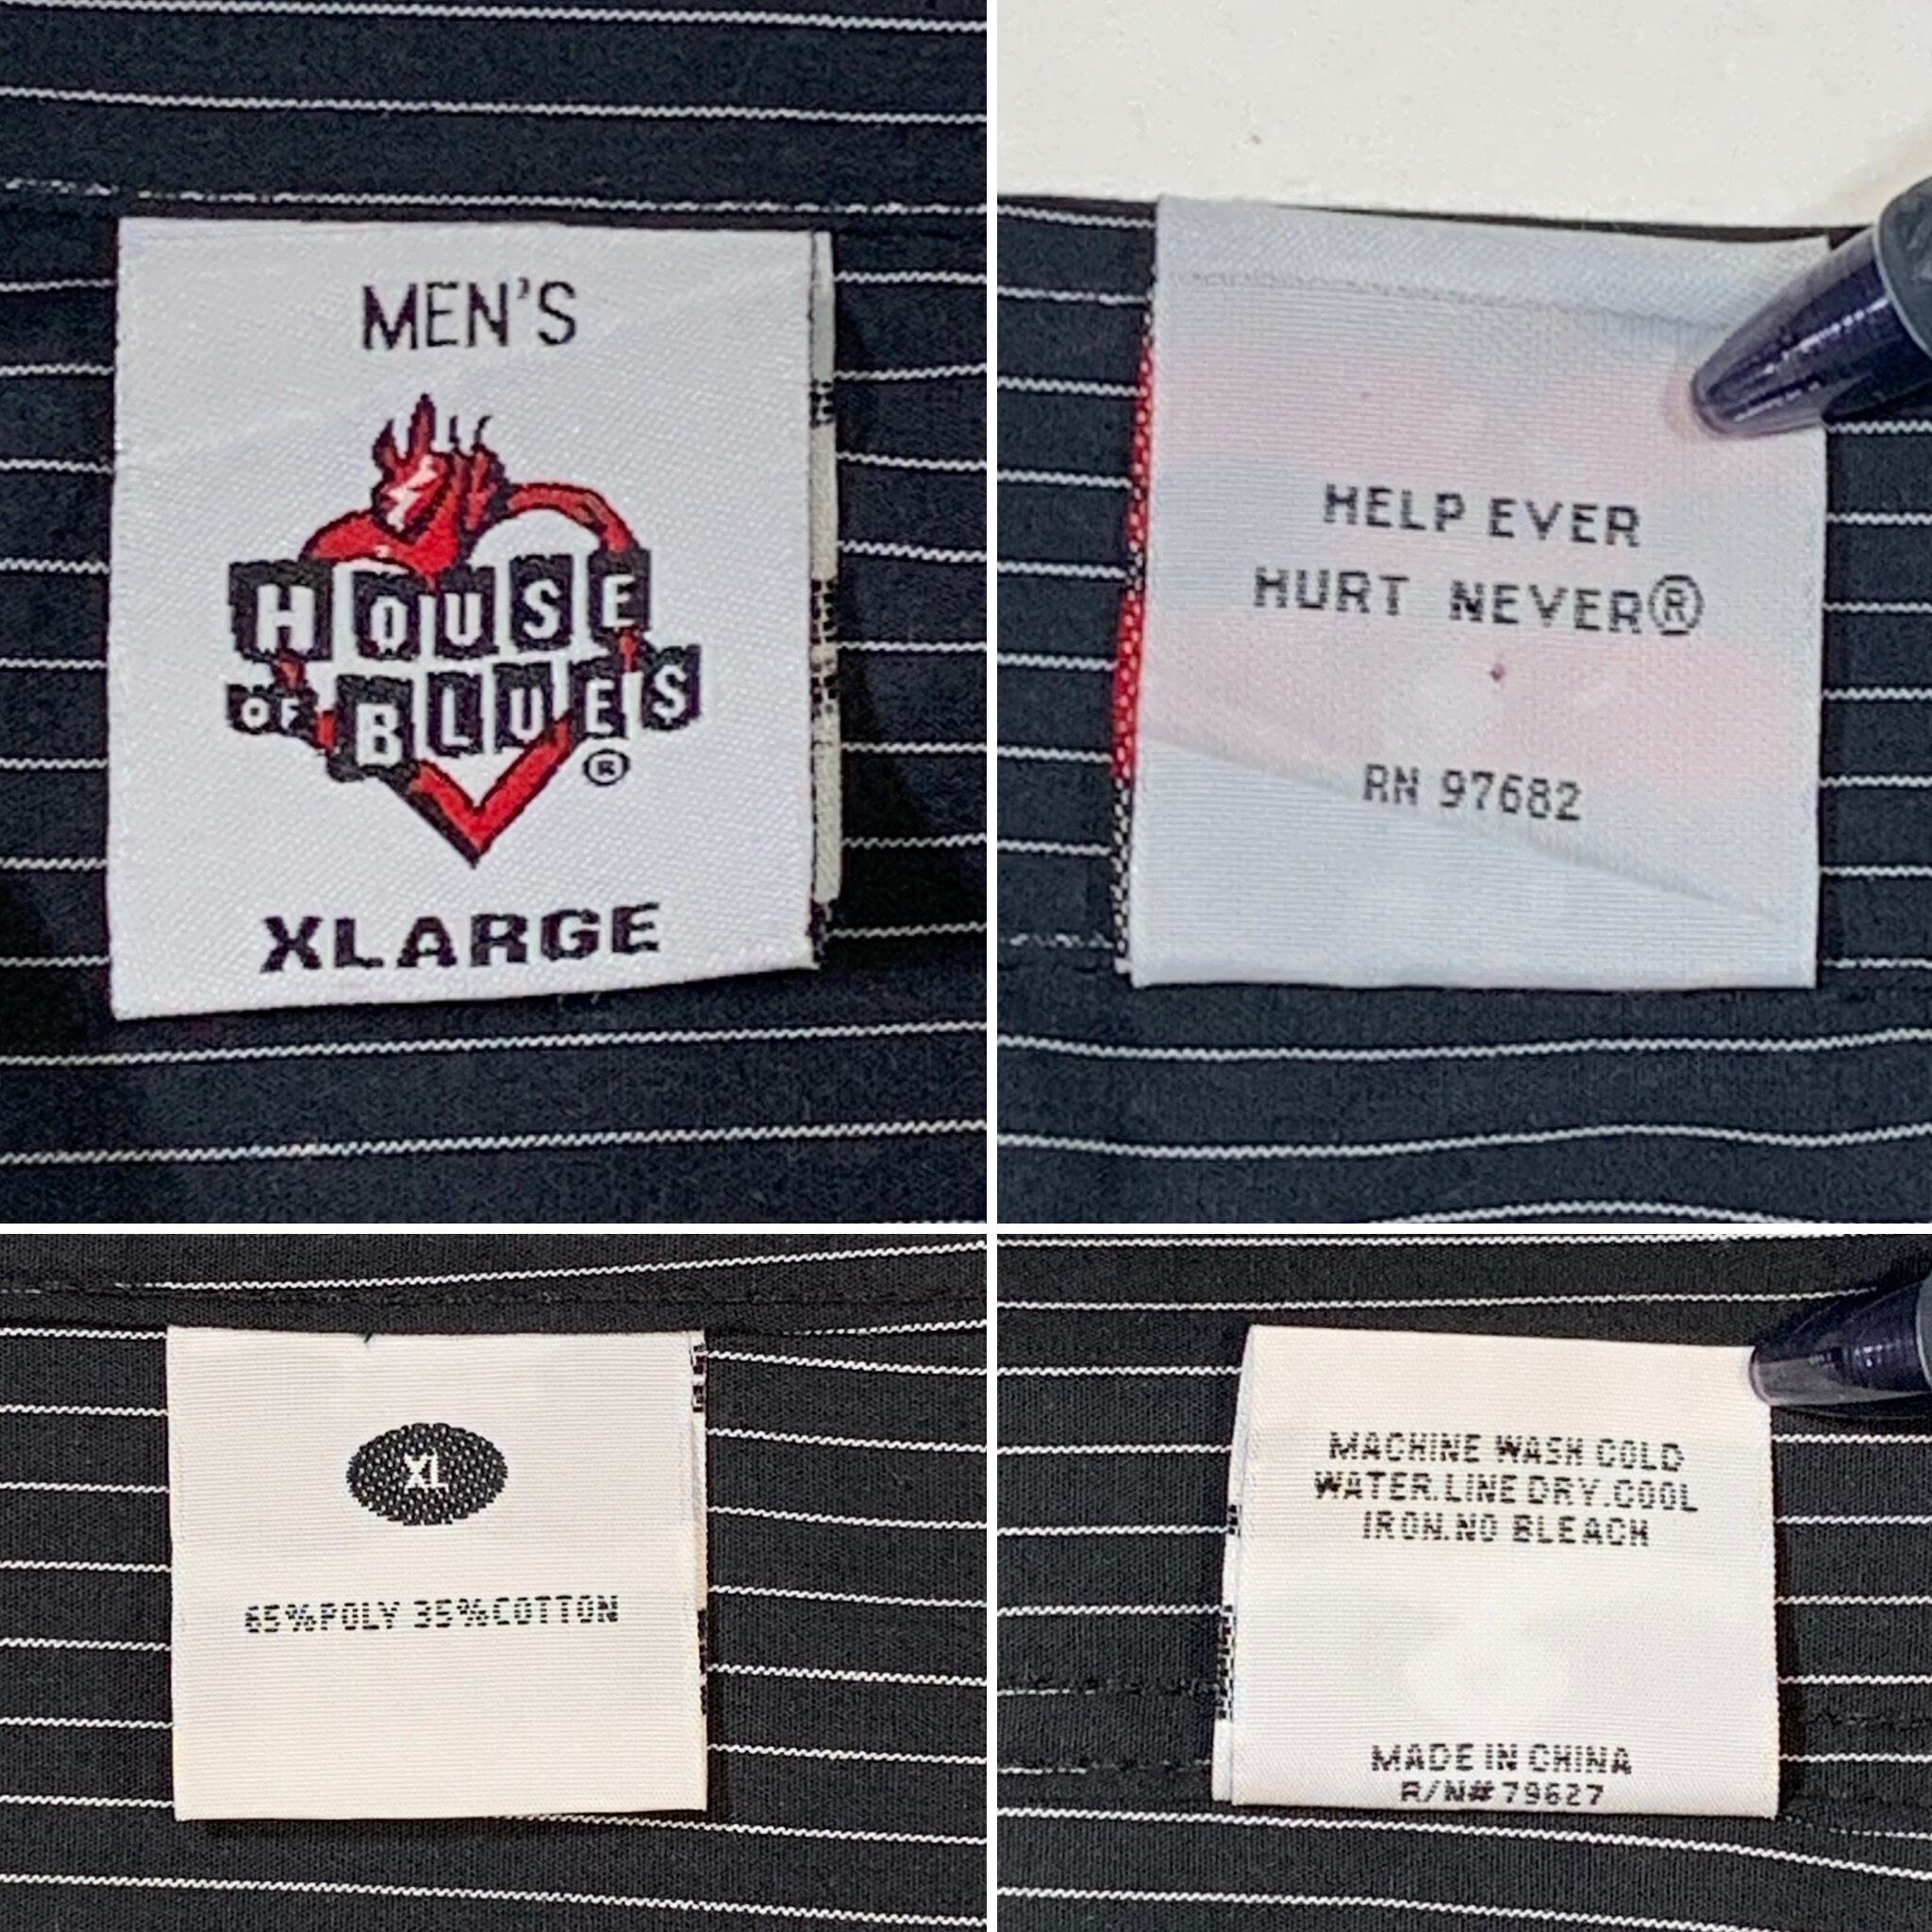 MEN'S
HOUSE
OF BLUES®
XLARGE
HELP EVER
HURT NEVER®
RN 97682
XL
65%POLY 35%COTTON
MACHINE WASH COLD
WATER.LINE DRY.COOL
IRON.NO BLEACH
MADE IN CHINA
R/N# 79627